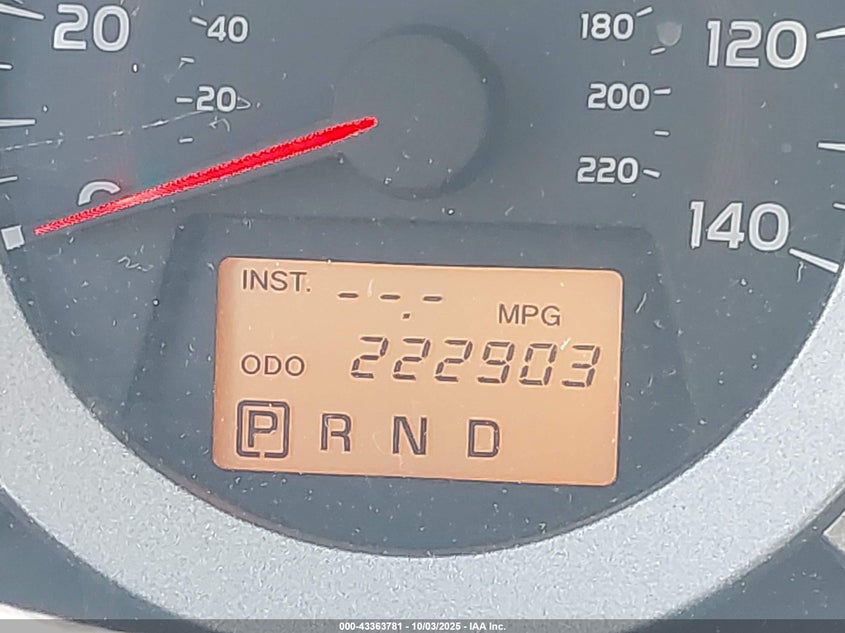 20 40 180 120
20 200
0 220
140
INST. --.- MPG
ODO 222903
P R N D
000-43363781 - 10/03/2025 - IAA Inc.